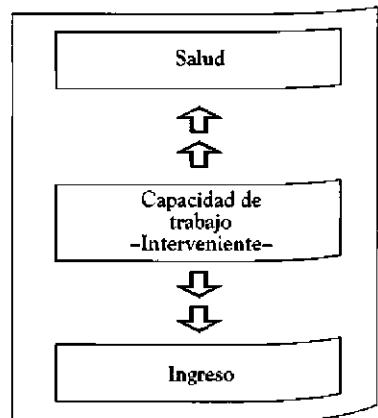 Salud
Capacidad de
trabajo
–Interveniente–
Ingreso